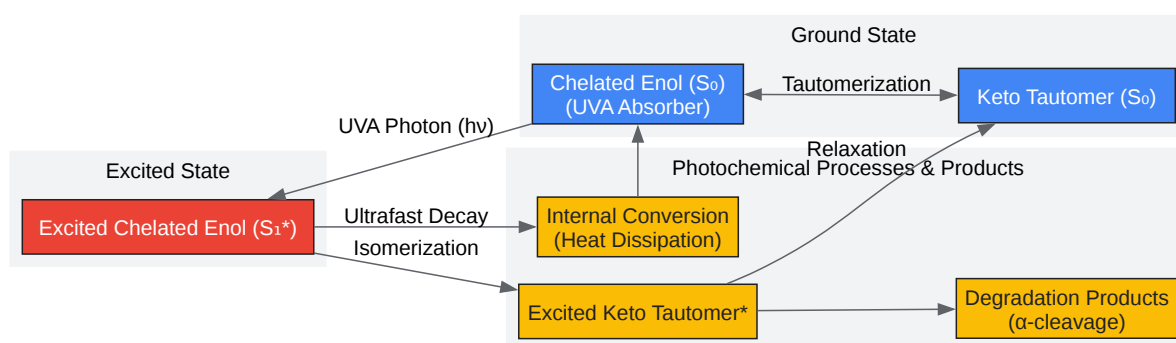 Ground State
Chelated Enol (S₀)
(UVA Absorber)
Tautomerization
Keto Tautomer (S₀)
UVA Photon (hν)
Relaxation
Photochemical Processes & Products
Excited State
Excited Chelated Enol (S₁*)
Ultrafast Decay
Isomerization
Internal Conversion
(Heat Dissipation)
Excited Keto Tautomer*
Degradation Products
(α-cleavage)